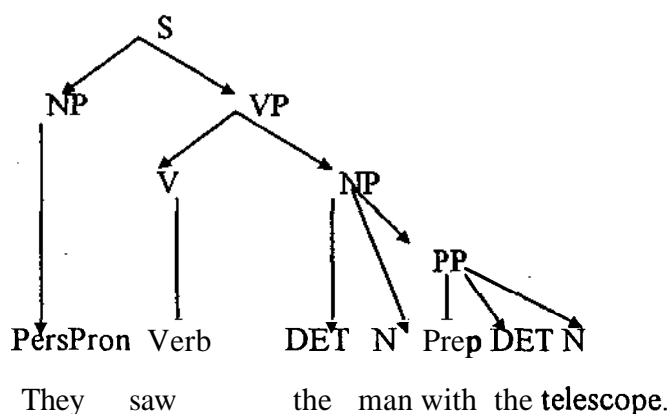 S
NP VP
V NP
PP
PersPron Verb DET N Prep DET N
They saw the man with the telescope.